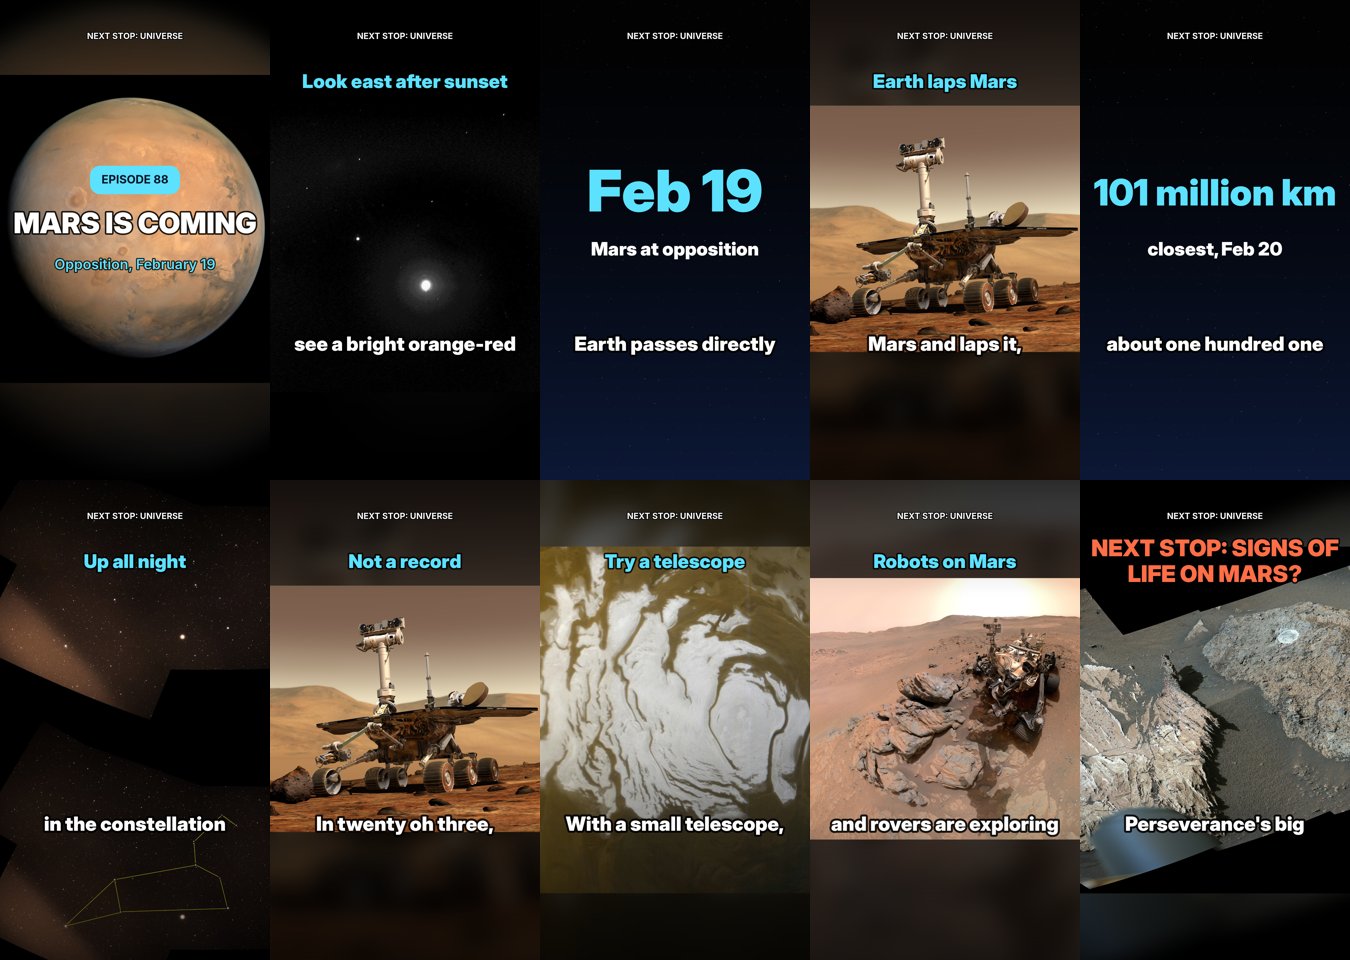 NEXT STOP: UNIVERSE
EPISODE 88
MARS IS COMING
Opposition, February 19
NEXT STOP: UNIVERSE
Look east after sunset
see a bright orange-red
NEXT STOP: UNIVERSE
Feb 19
Mars at opposition
Earth passes directly
NEXT STOP: UNIVERSE
Earth laps Mars
Mars and laps it,
NEXT STOP: UNIVERSE
101 million km
closest, Feb 20
about one hundred one
NEXT STOP: UNIVERSE
Up all night
in the constellation
NEXT STOP: UNIVERSE
Not a record
In twenty oh three,
NEXT STOP: UNIVERSE
Try a telescope
With a small telescope,
NEXT STOP: UNIVERSE
Robots on Mars
and rovers are exploring
NEXT STOP: UNIVERSE
NEXT STOP: SIGNS OF
LIFE ON MARS?
Perseverance's big